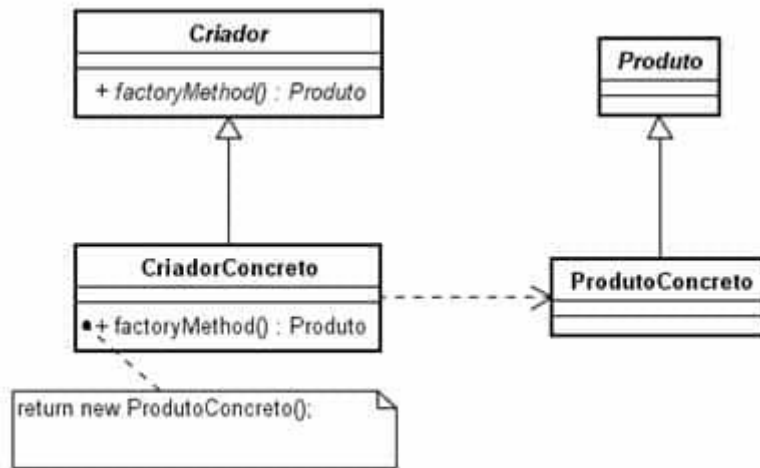 Criador
+ factoryMethod() : Produto
Produto
CriadorConcreto
+ factoryMethod() : Produto
ProdutoConcreto
return new ProdutoConcreto();